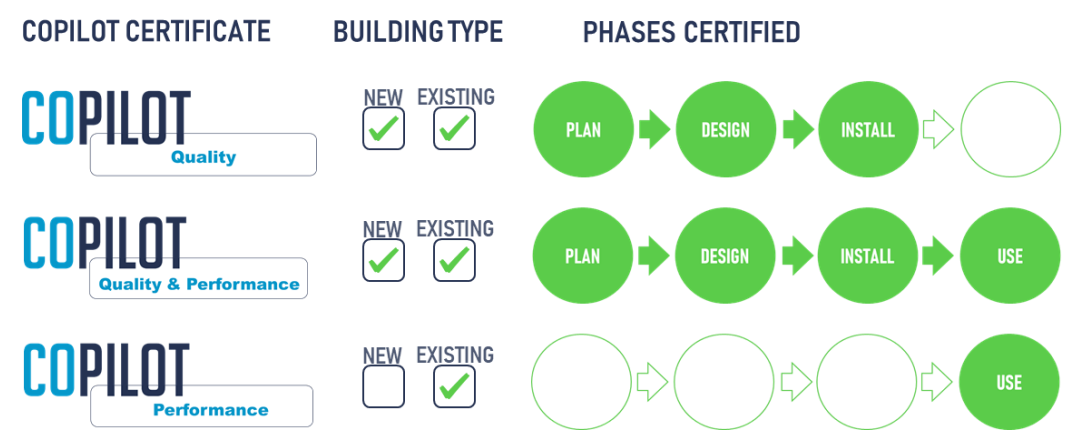 COPILOT CERTIFICATE BUILDING TYPE PHASES CERTIFIED
NEW EXISTING
COPILOT
Quality
PLAN DESIGN INSTALL
NEW EXISTING
COPILOT
Quality & Performance
PLAN DESIGN INSTALL USE
NEW EXISTING
COPILOT
Performance
USE